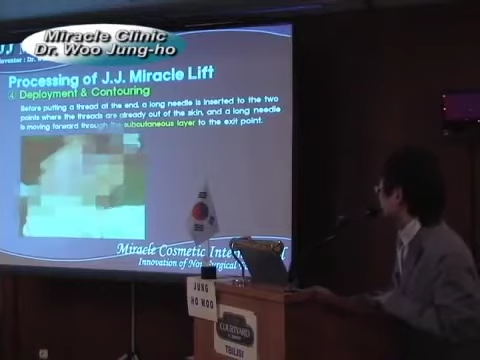 Miracle Clinic
Dr. Woo Jung-ho
Processing of J.J. Miracle Lift
④ Deployment & Contouring
Before putting a thread at the end, a long needle is inserted to the two
points where the threads are already out of the skin, and a long needle
is moving forward through the subcutaneous layer to the exit point.
Miracle Cosmetic
Innovation of
JUNG
HO WOO
COURTYARD
TBILISI